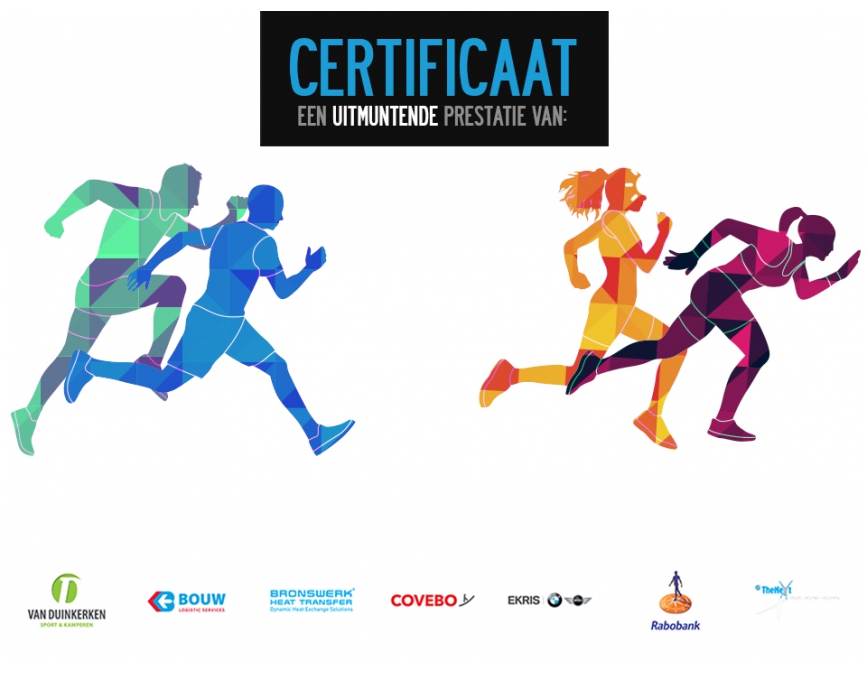 CERTIFICAAT
EEN UITMUNTENDE PRESTATIE VAN:
VAN DUINKERKEN
SPORT & KAMPEREN
BOUW
LOGISTIC SERVICES
BRONSWERK
HEAT TRANSFER
Dynamic Heat Exchange Solutions
COVEBO
EKRIS
Rabobank